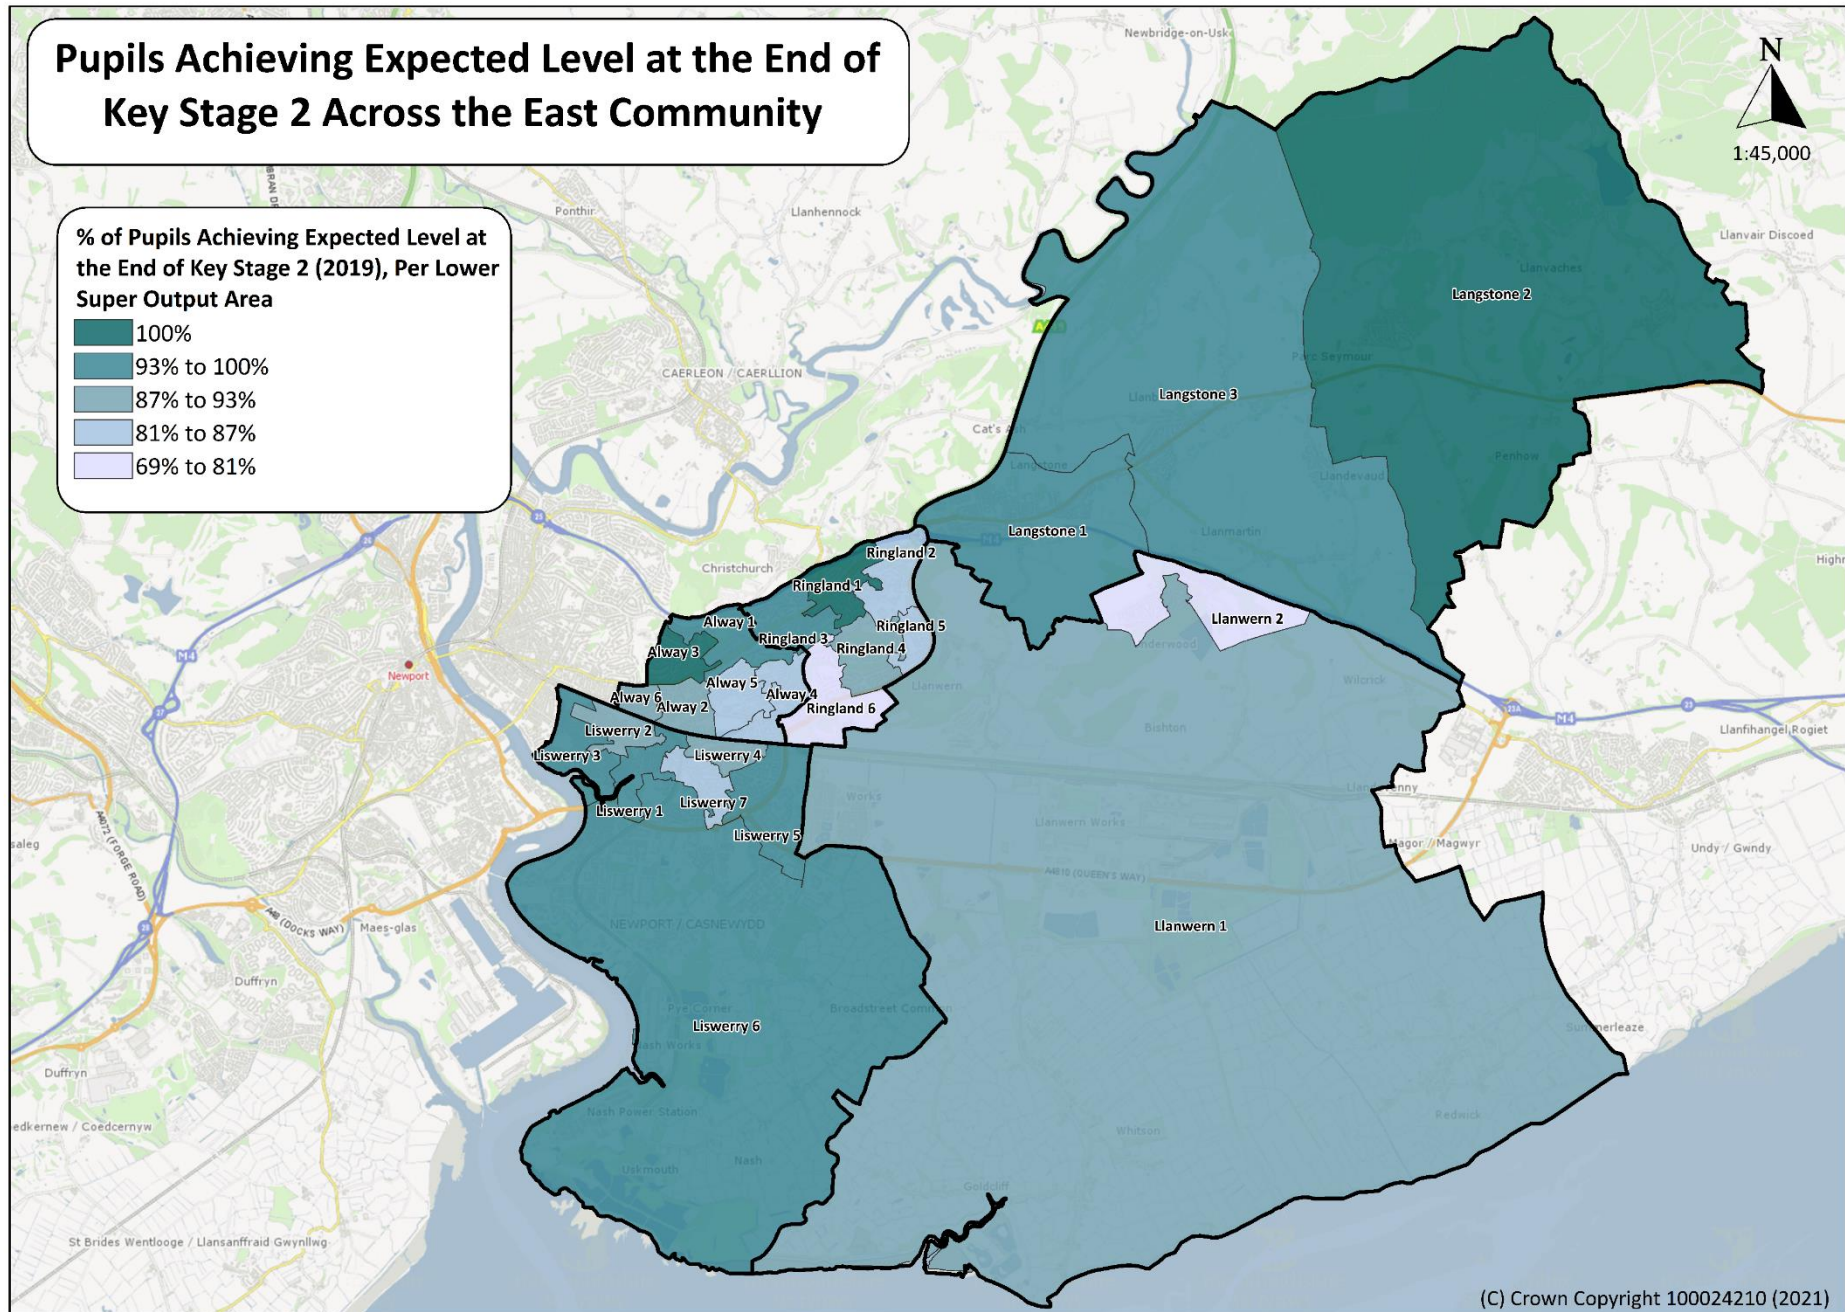 Pupils Achieving Expected Level at the End of
Key Stage 2 Across the East Community
N
1:45,000
% of Pupils Achieving Expected Level at
the End of Key Stage 2 (2019), Per Lower
Super Output Area
100%
93% to 100%
87% to 93%
81% to 87%
69% to 81%
Newbridge-on-Usk
Ponthir
Llanhennock
Llanvair Discoed
Llanvaches
Langstone 2
CAERLEON / CAERLLION
Parc Seymour
Langstone 3
Cat's Ash
Langstone
Penhow
Llandevaud
Langstone 1
Llanmartin
M4
Ringland 2
Christchurch
Ringland 1
Llanwern 2
Alway 1
Ringland 5
Ringland 3
Ringland 4
Alway 3
Underwood
M4
Newport
Alway 5
Llanwern
Wilcrick
Alway 6
Alway 4
Alway 2
Ringland 6
23A
M4
23
Bishton
Llanfihangel Rogiet
Liswerry 2
Liswerry 3
Liswerry 4
Works
Liswerry 7
Liswerry 1
Llanwern Works
Liswerry 5
Magor / Magwyr
Undy / Gwndy
A4072 (FORGE ROAD)
A4810 (QUEEN'S WAY)
A48 (DOCKS WAY)
Maes-glas
NEWPORT / CASNEWYDD
Llanwern 1
Duffryn
Pye Corner
Broadstreet Common
Liswerry 6
Summerleaze
Nash Works
Duffryn
Nash Power Station
Redwick
edkernew / Coedcernyw
Whitson
Uskmouth
Nash
Goldcliff
St Brides Wentlooge / Llansanffraid Gwynllwg
(C) Crown Copyright 100024210 (2021)